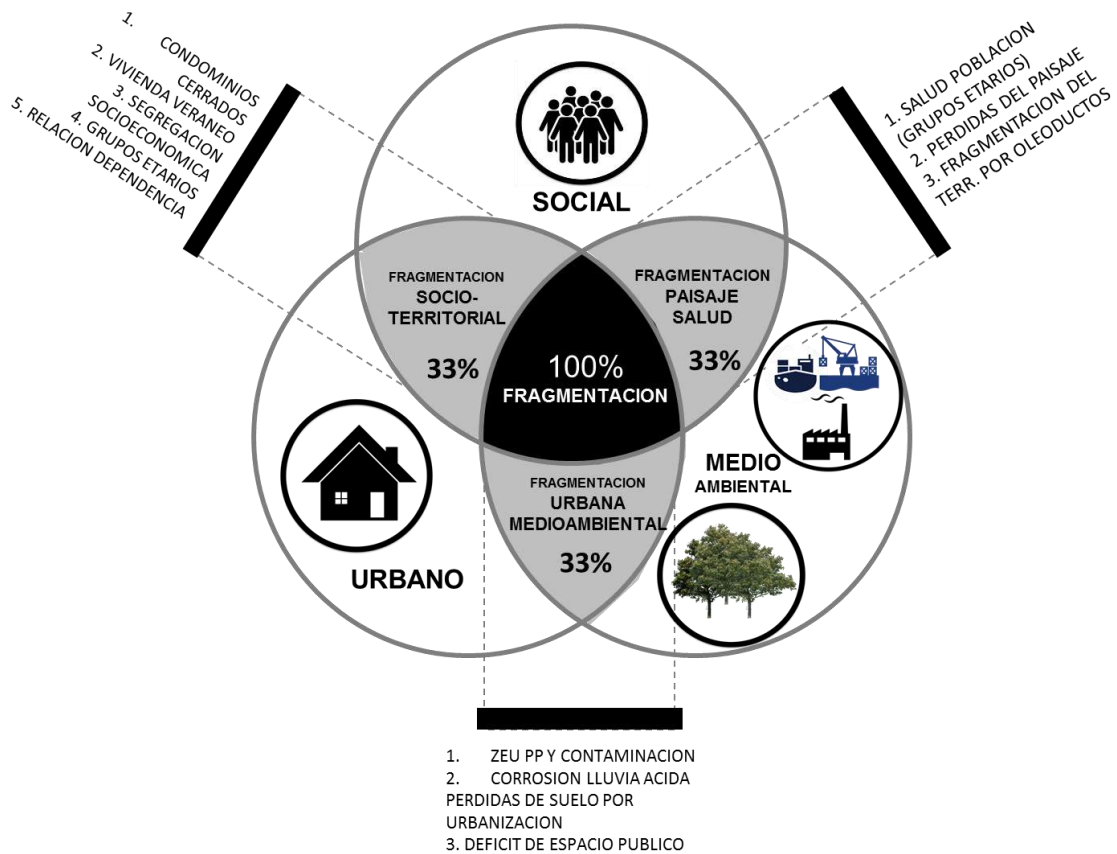 1.
CONDOMINIOS
CERRADOS
2. VIVIENDA VERANEO
3. SEGREGACION
SOCIOECONOMICA
4. GRUPOS ETARIOS
5. RELACION DEPENDENCIA
1. SALUD POBLACION
(GRUPOS ETARIOS)
2. PERDIDAS DEL PAISAJE
3. FRAGMENTACION DEL
TERR. POR OLEODUCTOS
SOCIAL
FRAGMENTACION
SOCIO-
TERRITORIAL
33%
FRAGMENTACION
PAISAJE
SALUD
33%
100%
FRAGMENTACION
FRAGMENTACION
URBANA
MEDIOAMBIENTAL
33%
MEDIO
AMBIENTAL
URBANO
1. ZEU PP Y CONTAMINACION
2. CORROSION LLUVIA ACIDA
PERDIDAS DE SUELO POR
URBANIZACION
3. DEFICIT DE ESPACIO PUBLICO